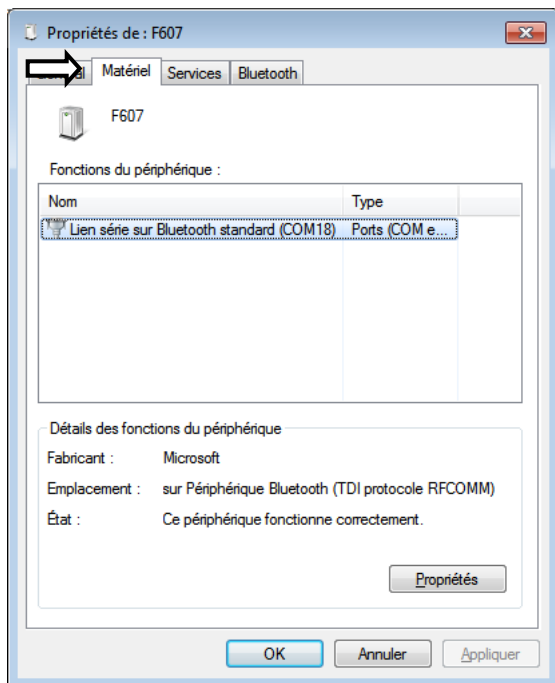 Propriétés de : F607
Matériel Services Bluetooth
F607
Fonctions du périphérique :
Nom Type
Lien série sur Bluetooth standard (COM18) Ports (COM e...
Détails des fonctions du périphérique
Fabricant : Microsoft
Emplacement : sur Périphérique Bluetooth (TDI protocole RFCOMM)
État : Ce périphérique fonctionne correctement.
Propriétés
OK Annuler Appliquer